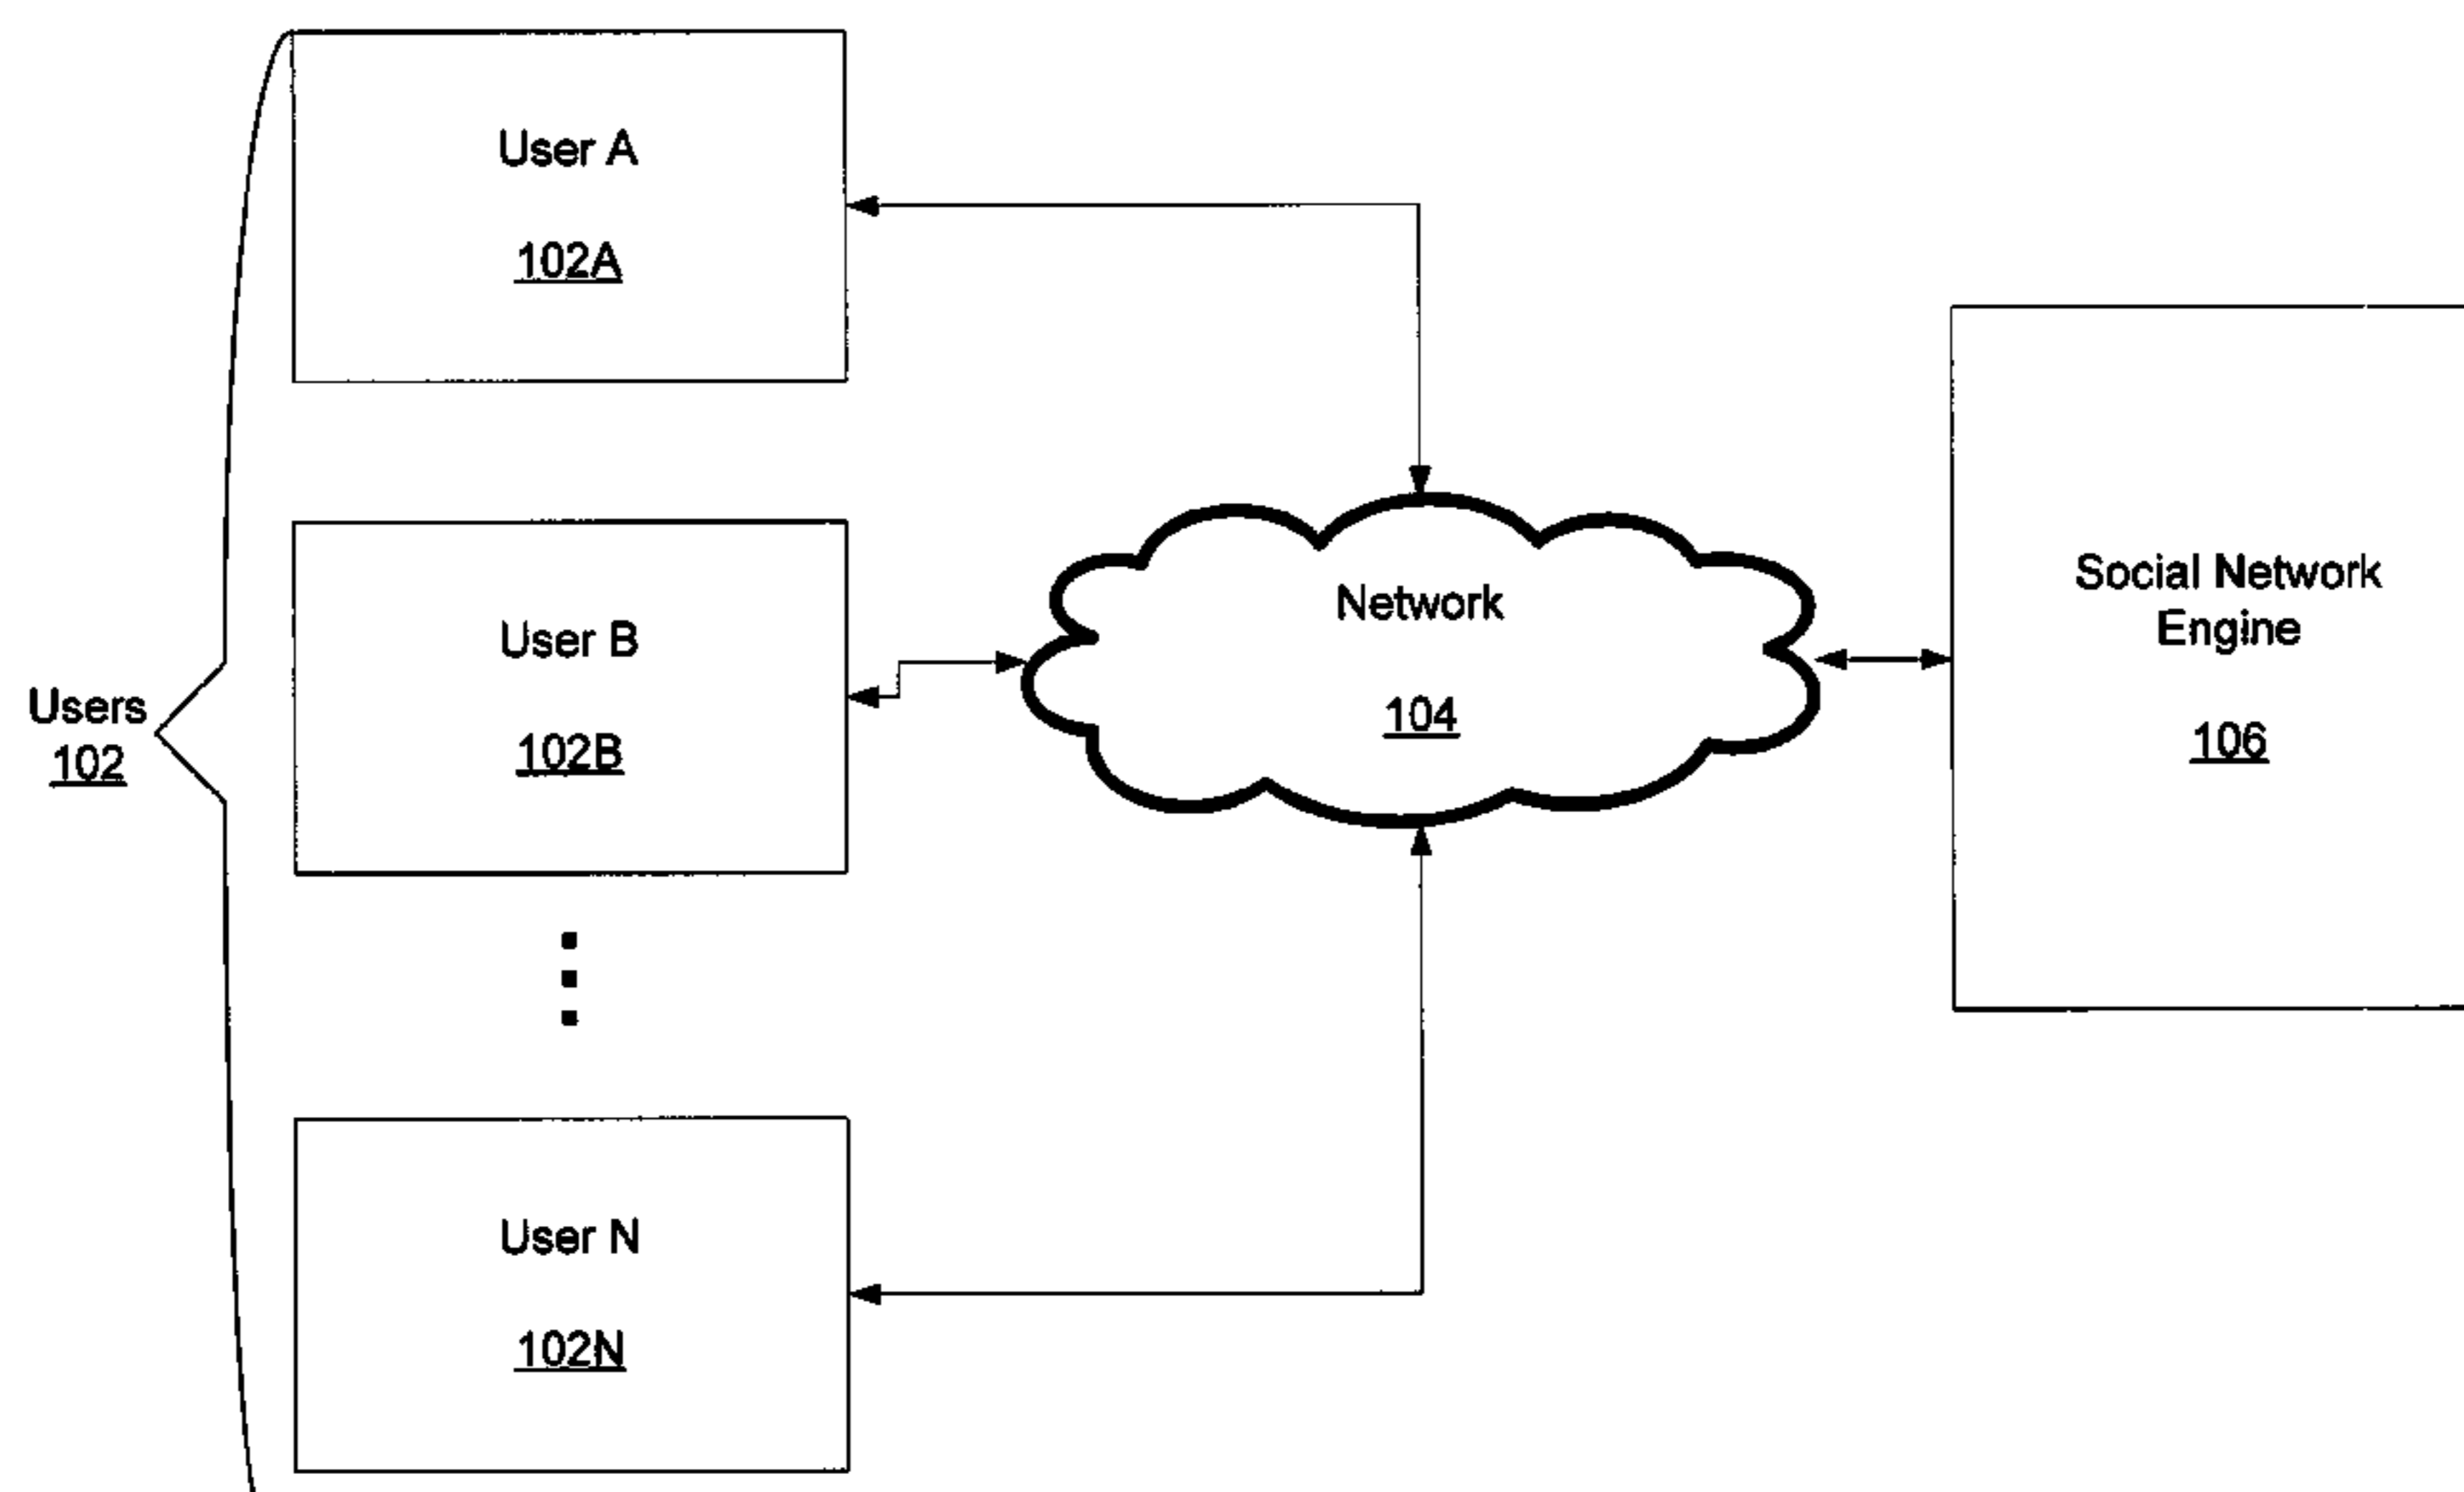 User A
102A
User B
102B
Users
102
User N
102N
Network
104
Social Network
Engine
106